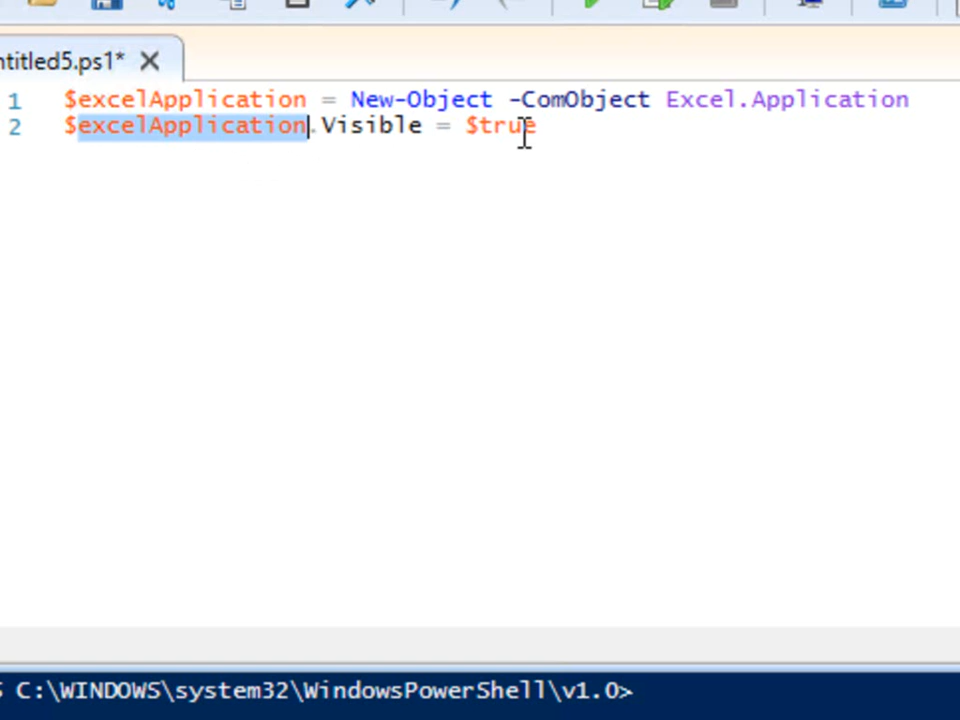 ntitled5.ps1*
1 $excelApplication = New-Object -ComObject Excel.Application
2 $excelApplication.Visible = $true
S C:\WINDOWS\system32\WindowsPowerShell\v1.0>